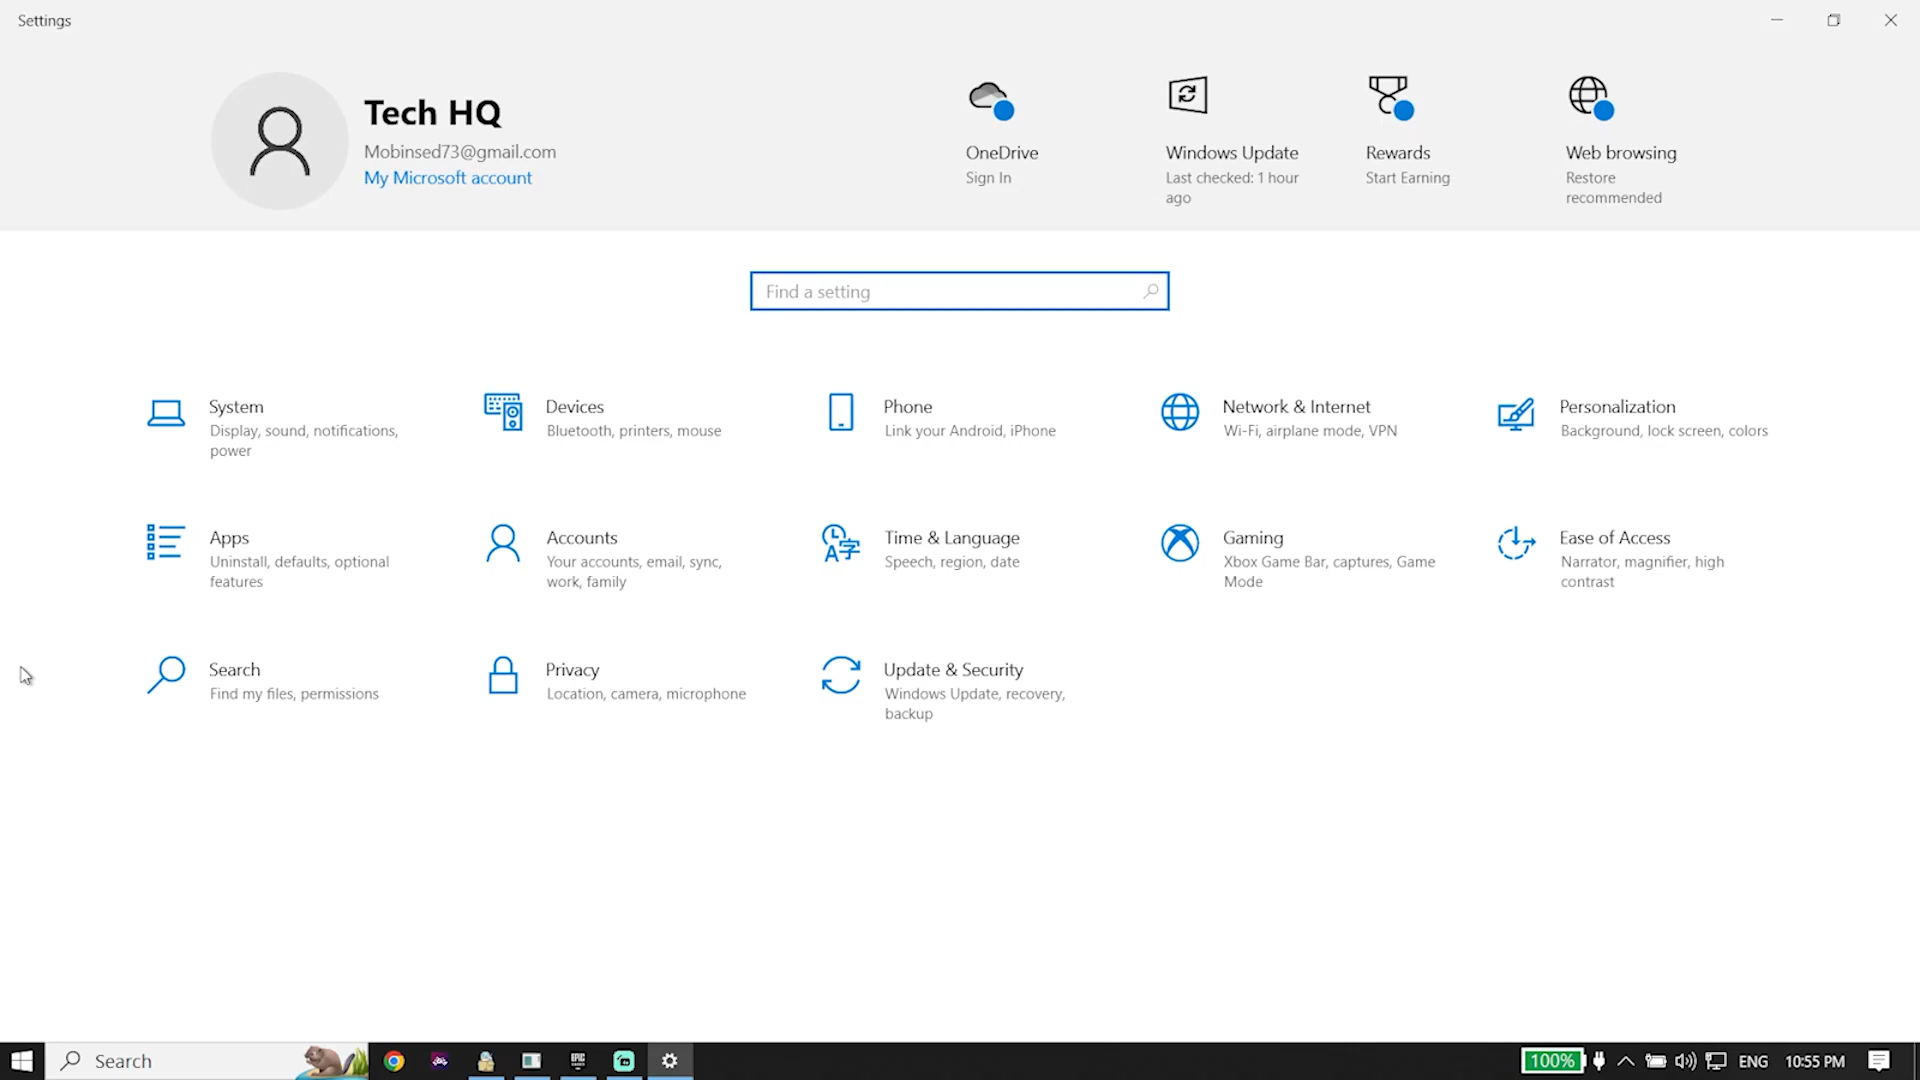 Settings
Tech HQ
Mobinsed73@gmail.com
My Microsoft account
OneDrive
Sign In
Windows Update
Last checked: 1 hour
ago
Rewards
Start Earning
Web browsing
Restore
recommended
Find a setting
System
Display, sound, notifications,
power
Devices
Bluetooth, printers, mouse
Phone
Link your Android, iPhone
Network & Internet
Wi-Fi, airplane mode, VPN
Personalization
Background, lock screen, colors
Apps
Uninstall, defaults, optional
features
Accounts
Your accounts, email, sync,
work, family
Time & Language
Speech, region, date
Gaming
Xbox Game Bar, captures, Game
Mode
Ease of Access
Narrator, magnifier, high
contrast
Search
Find my files, permissions
Privacy
Location, camera, microphone
Update & Security
Windows Update, recovery,
backup
Search
EPIC
100%
ENG
10:55 PM